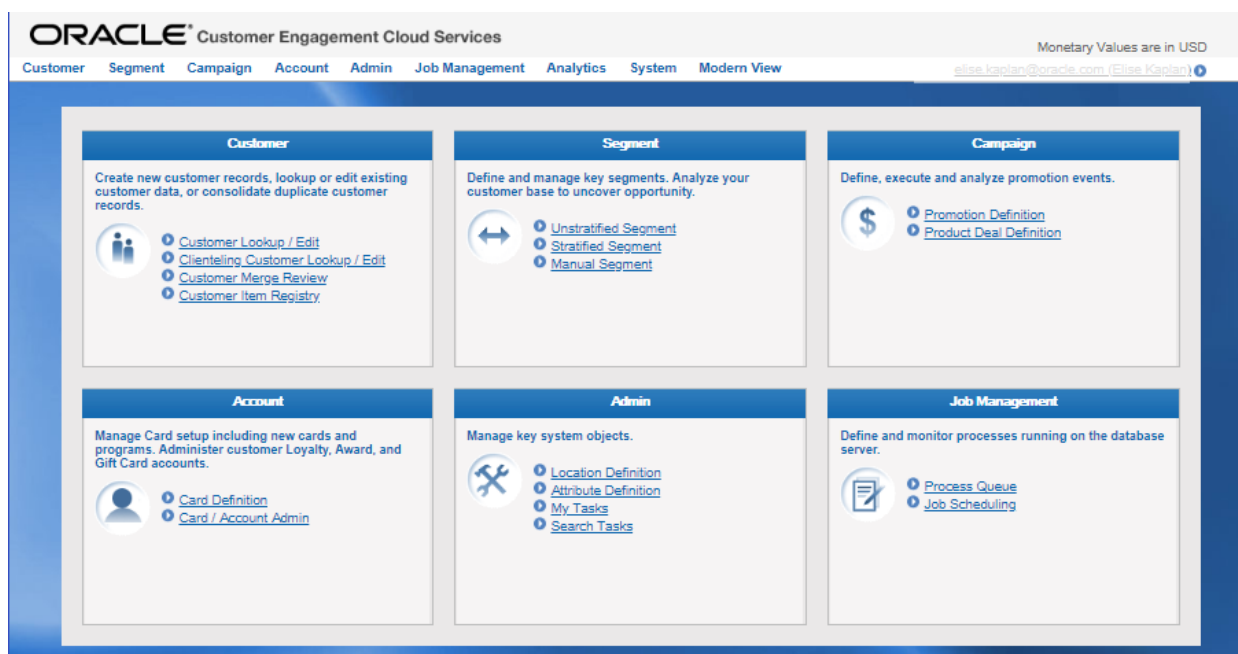 ORACLE® Customer Engagement Cloud Services
Monetary Values are in USD
Customer Segment Campaign Account Admin Job Management Analytics System Modern View elise.kaplan@oracle.com (Elise Kaplan)
Customer
Create new customer records, lookup or edit existing
customer data, or consolidate duplicate customer
records.
Customer Lookup / Edit
Clienteling Customer Lookup / Edit
Customer Merge Review
Customer Item Registry
Segment
Define and manage key segments. Analyze your
customer base to uncover opportunity.
Unstratified Segment
Stratified Segment
Manual Segment
Campaign
Define, execute and analyze promotion events.
$
Promotion Definition
Product Deal Definition
Account
Manage Card setup including new cards and
programs. Administer customer Loyalty, Award, and
Gift Card accounts.
Card Definition
Card / Account Admin
Admin
Manage key system objects.
Location Definition
Attribute Definition
My Tasks
Search Tasks
Job Management
Define and monitor processes running on the database
server.
Process Queue
Job Scheduling